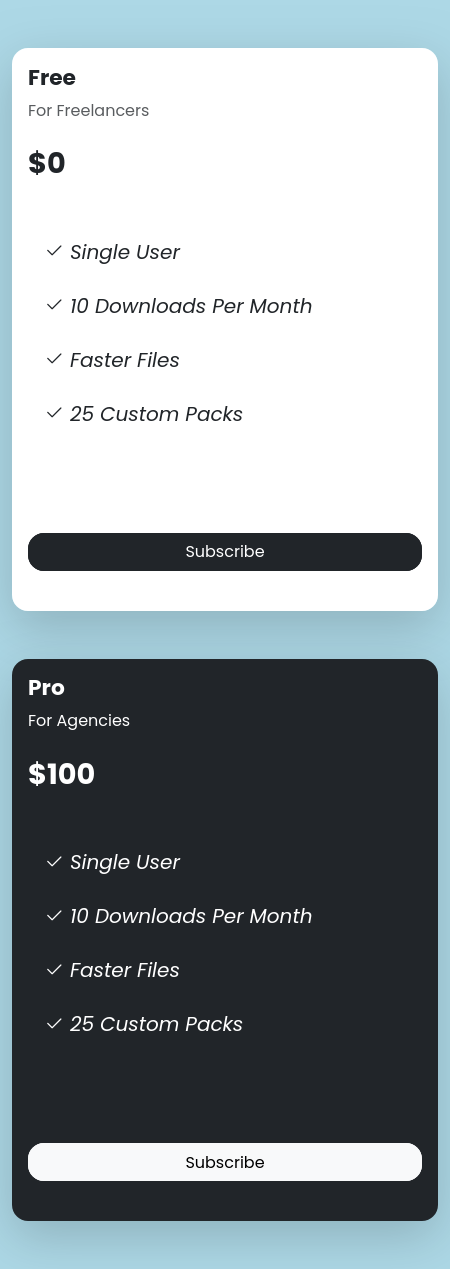 Free
For Freelancers
$0
Single User
10 Downloads Per Month
Faster Files
25 Custom Packs
Subscribe
Pro
For Agencies
$100
Single User
10 Downloads Per Month
Faster Files
25 Custom Packs
Subscribe